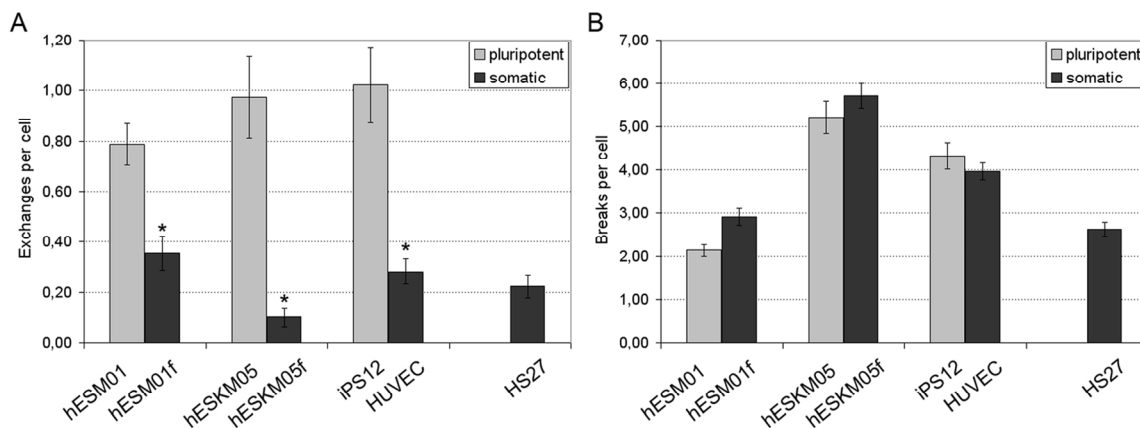 A
Exchanges per cell
1,20
1,00
0,80
0,60
0,40
0,20
0,00
pluripotent
somatic
*
*
*
hESM01
hESM01f
hESKM05
hESKM05f
iPS12
HUVEC
HS27
B
Breaks per cell
7,00
6,00
5,00
4,00
3,00
2,00
1,00
0,00
pluripotent
somatic
hESM01
hESM01f
hESKM05
hESKM05f
iPS12
HUVEC
HS27